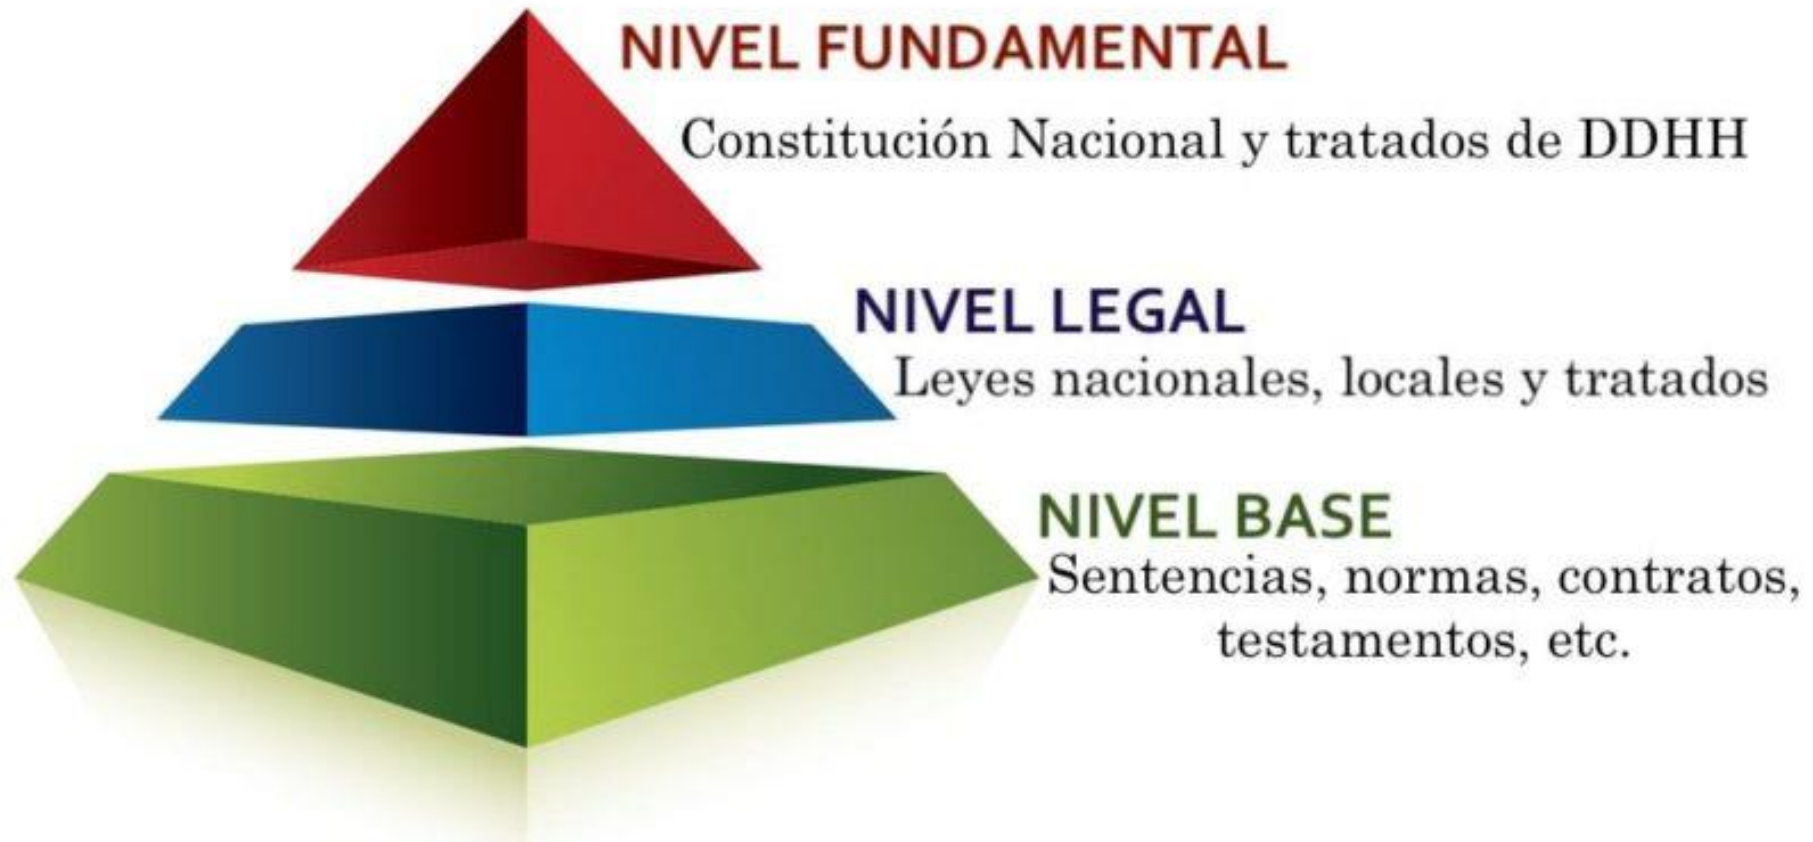 NIVEL FUNDAMENTAL
Constitución Nacional y tratados de DDHH
NIVEL LEGAL
Leyes nacionales, locales y tratados
NIVEL BASE
Sentencias, normas, contratos,
testamentos, etc.